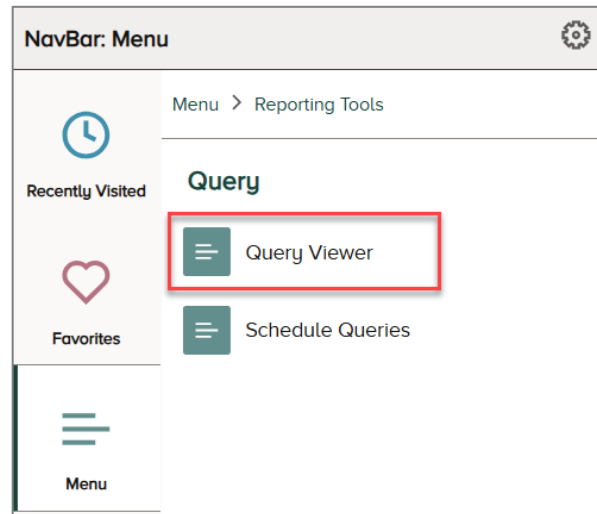 NavBar: Menu
Menu > Reporting Tools
Recently Visited
Query
Query Viewer
Favorites
Schedule Queries
Menu